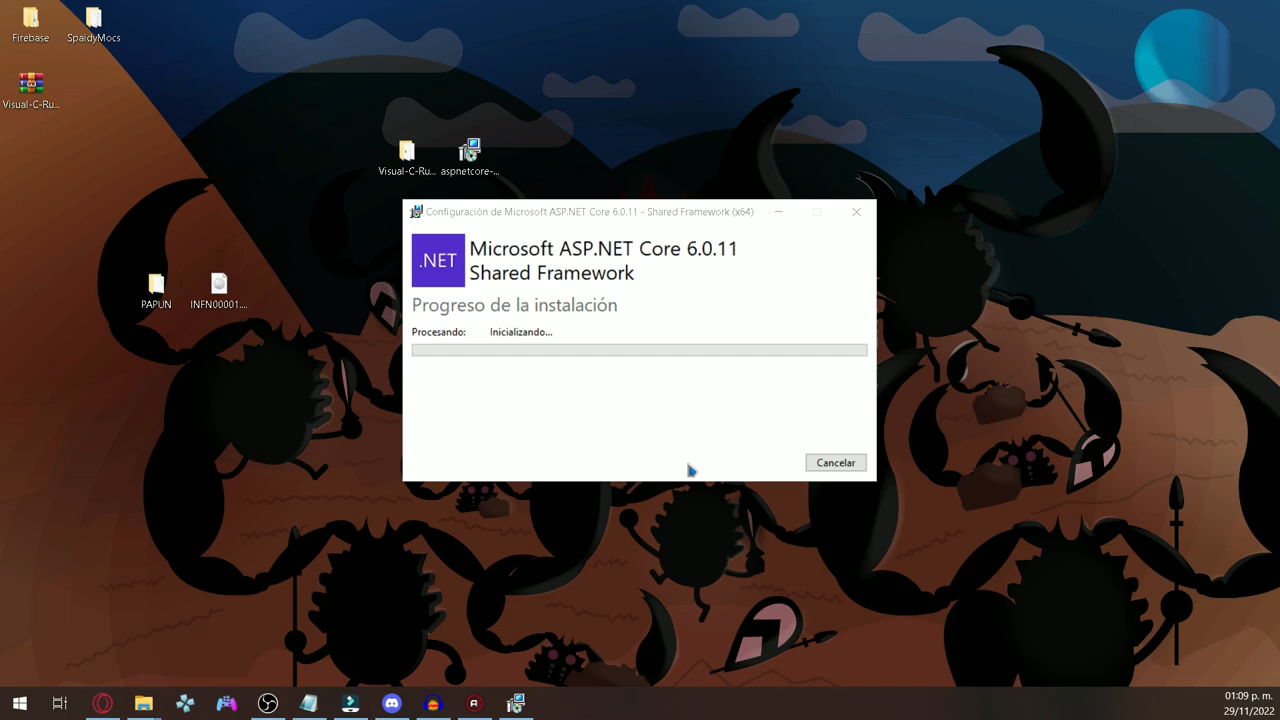 Firebase
SpaidyMocs
Visual-C-Ru...
Visual-C-Ru...
aspnetcore-...
PAPUN
INFN00001....
Configuración de Microsoft ASP.NET Core 6.0.11 - Shared Framework (x64)
.NET
Microsoft ASP.NET Core 6.0.11
Shared Framework
Progreso de la instalación
Procesando: Inicializando...
Cancelar
01:09 p. m.
29/11/2022